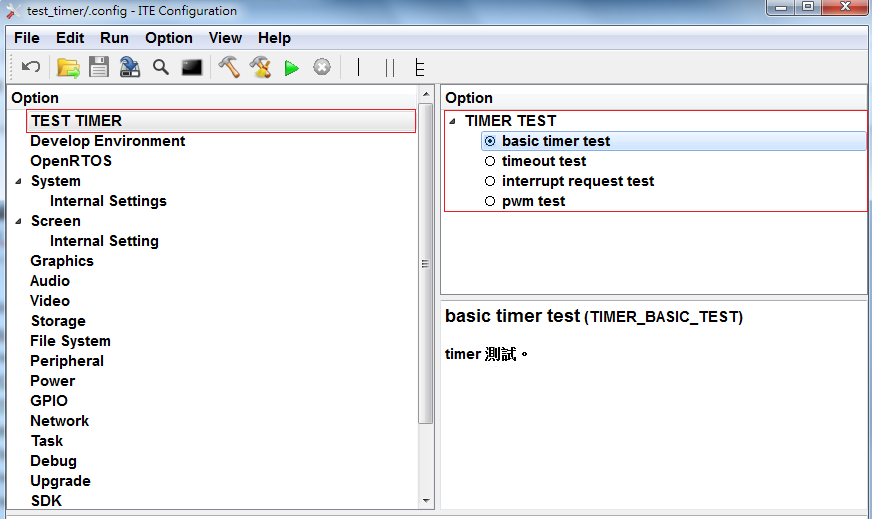 test_timer/.config - ITE Configuration
File Edit Run Option View Help
Option
TEST TIMER
Develop Environment
OpenRTOS
System
Internal Settings
Screen
Internal Setting
Graphics
Audio
Video
Storage
File System
Peripheral
Power
GPIO
Network
Task
Debug
Upgrade
SDK
Option
TIMER TEST
basic timer test
timeout test
interrupt request test
pwm test
basic timer test (TIMER_BASIC_TEST)
timer 測試。